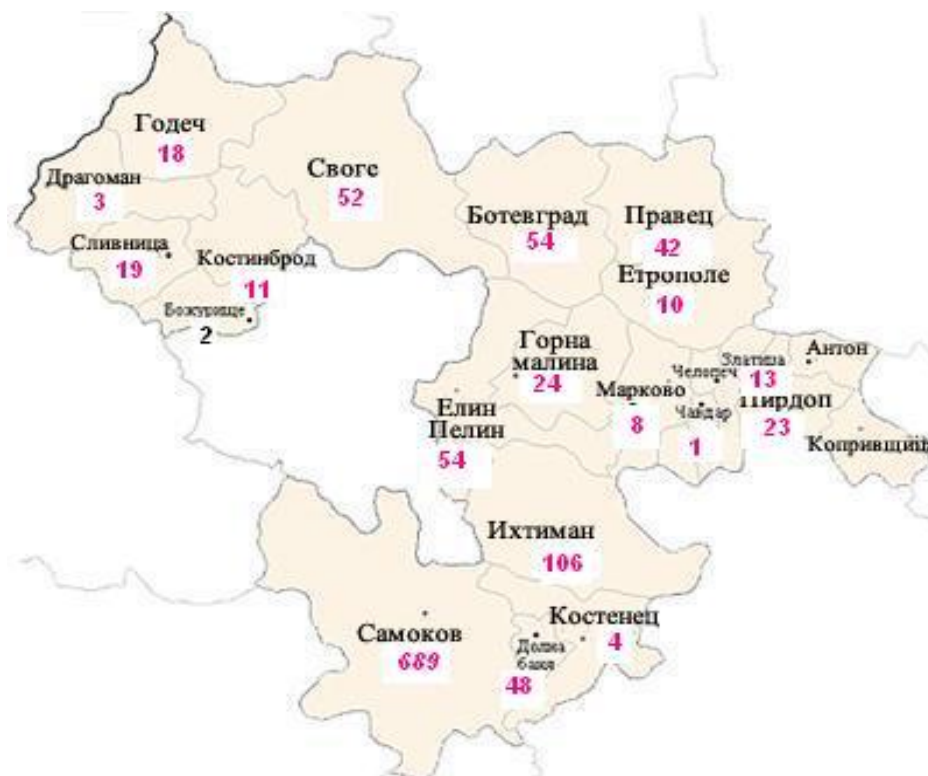 Годеч
18
Драгоман
3
Своге
52
Сливница
19
Костинброд
11
Божурище
2
Ботевград
54
Правец
42
Етрополе
10
Горна
малина
24
Елин
Пелин
54
Марково
8
Челопеч
Чавдар
1
Златица
13
Антон
Пирдоп
23
Копривщиц
Ихтиман
106
Самоков
689
Долна
баня
48
Костенец
4